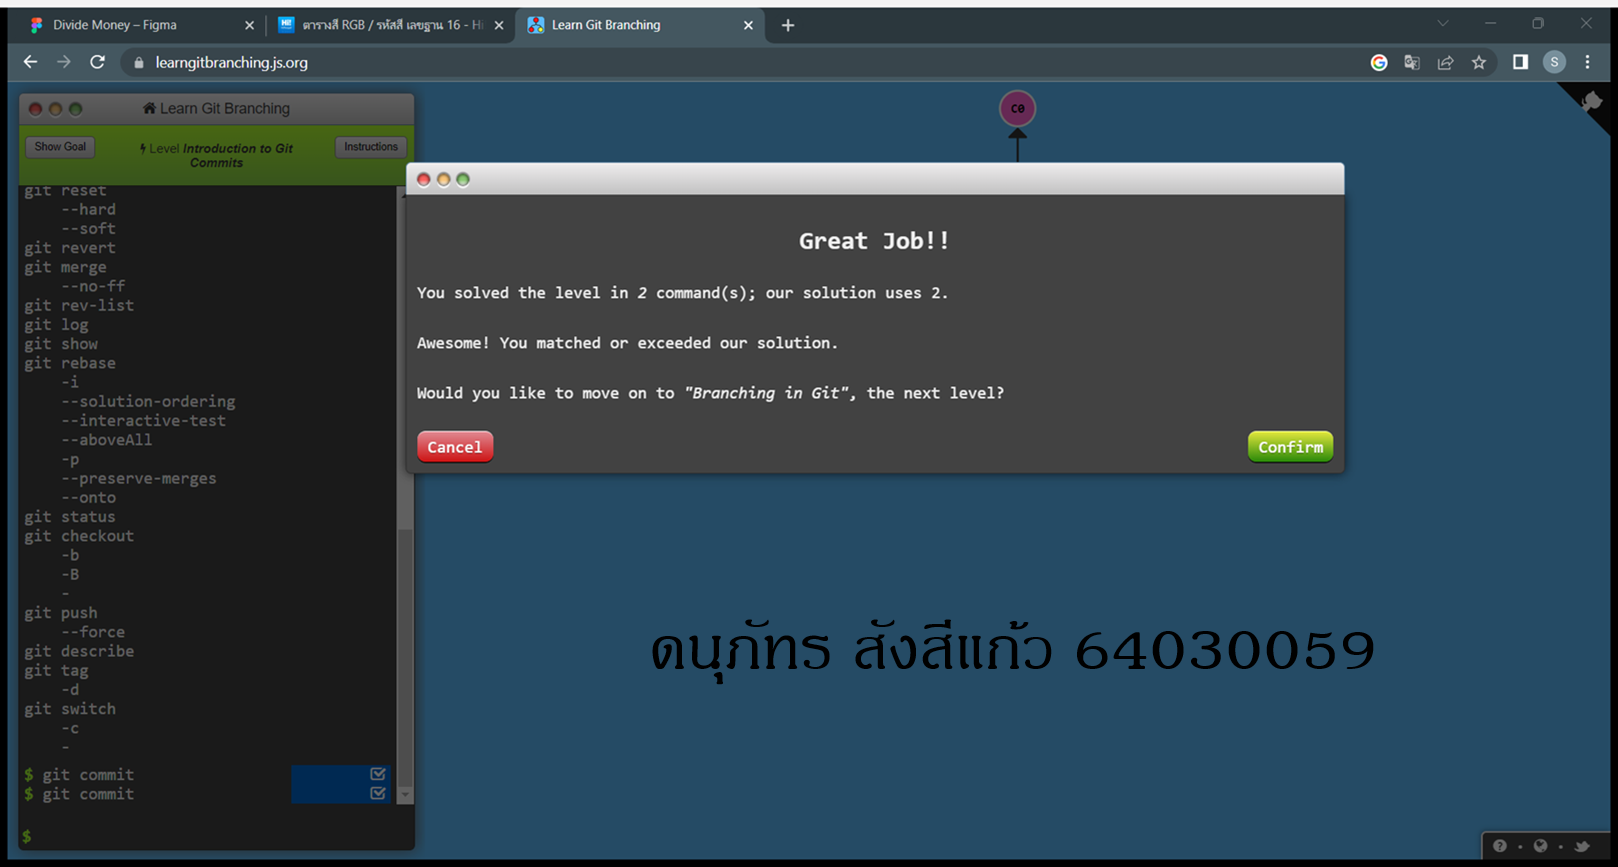 Divide Money – Figma
ตารางสี RGB / รหัสสี เลขฐาน 16 - Hi
Learn Git Branching
learngitbranching.js.org
S
Learn Git Branching
Show Goal
Level Introduction to Git Commits
Instructions
git reset
--hard
--soft
git revert
git merge
--no-ff
git rev-list
git log
git show
git rebase
-i
--solution-ordering
--interactive-test
--aboveAll
-p
--preserve-merges
--onto
git status
git checkout
-b
-B
-
git push
--force
git describe
git tag
-d
git switch
-c
-
$ git commit
$ git commit
$
C0
Great Job!!
You solved the level in 2 command(s); our solution uses 2.
Awesome! You matched or exceeded our solution.
Would you like to move on to "Branching in Git", the next level?
Cancel
Confirm
ดนุภัทร สังสีแก้ว 64030059